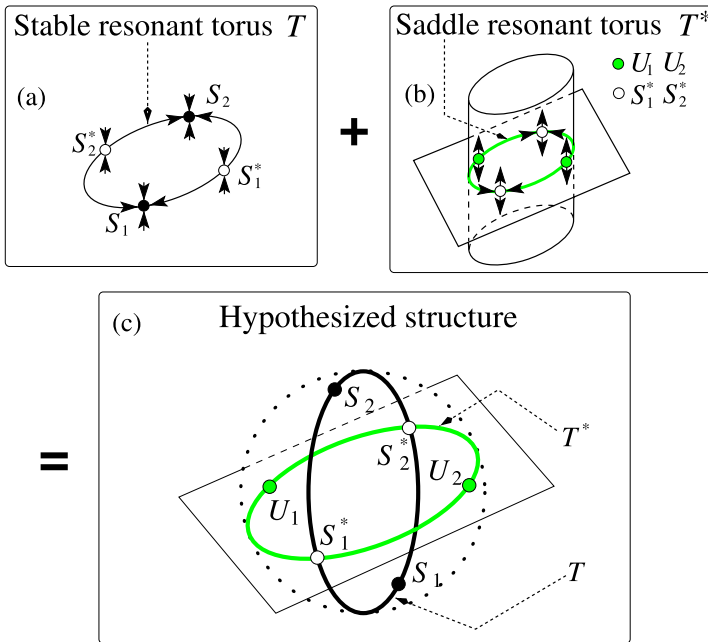 Stable resonant torus T
(a)
S₂
S₂*
S₁*
S₁
+
Saddle resonant torus T*
(b)
U₁ U₂
S₁* S₂*
=
(c)
Hypothesized structure
S₂
T*
S₂*
U₂
U₁
S₁*
S₁
T